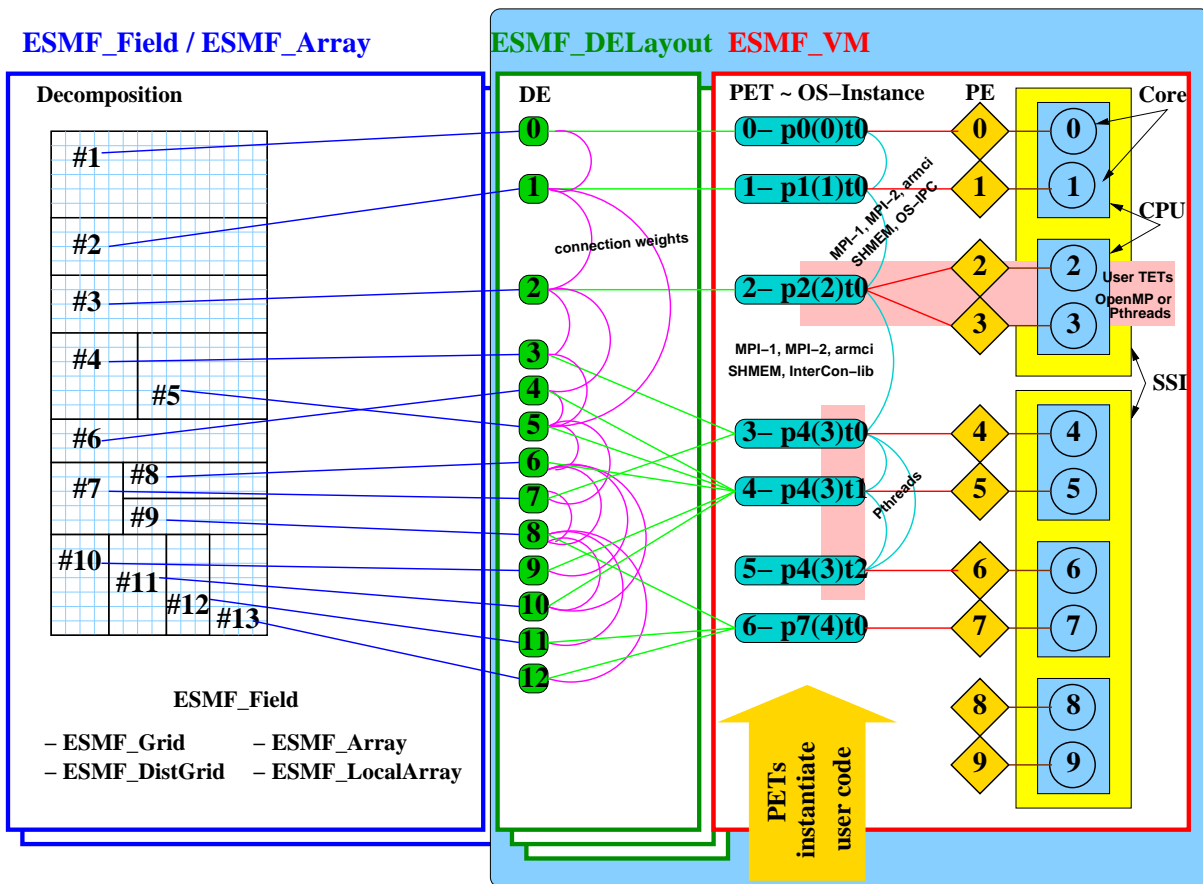 ESMF_Field / ESMF_Array
ESMF_DELayout
ESMF_VM
Decomposition
#1
#2
#3
#4
#5
#6
#7
#8
#9
#10
#11
#12
#13
ESMF_Field
– ESMF_Grid
– ESMF_Array
– ESMF_DistGrid
– ESMF_LocalArray
DE
0
1
2
3
4
5
6
7
8
9
10
11
12
connection weights
PET ~ OS–Instance
0– p0(0)t0
1– p1(1)t0
2– p2(2)t0
3– p4(3)t0
4– p4(3)t1
5– p4(3)t2
6– p7(4)t0
MPI–1, MPI–2, armci
SHMEM, OS–IPC
MPI–1, MPI–2, armci
SHMEM, InterCon–lib
Pthreads
PETs
instantiate
user code
PE
0
1
2
3
4
5
6
7
8
9
0
1
2
3
4
5
6
7
8
9
Core
CPU
User TETs
OpenMP or
Pthreads
SSI